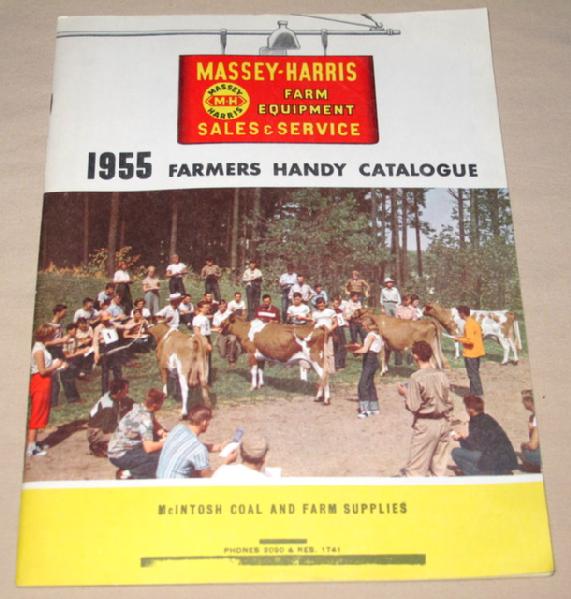 MASSEY-HARRIS
MASSEY
M-H
HARRIS
FARM
EQUIPMENT
SALES & SERVICE
1955 FARMERS HANDY CATALOGUE
McINTOSH COAL AND FARM SUPPLIES
PHONES 2090 & RES. 1741